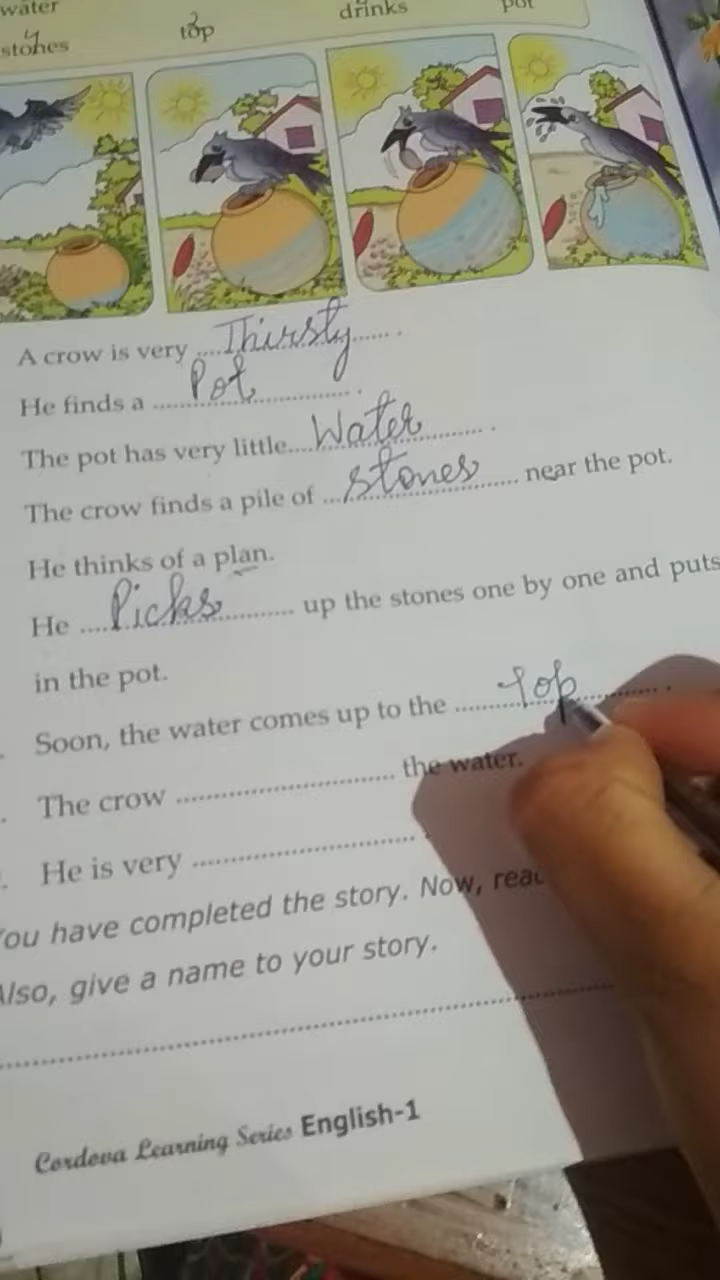 water drinks pot
stones top
A crow is very Thirsty.
He finds a Pot.
The pot has very little Water.
The crow finds a pile of stones near the pot.
He thinks of a plan.
He Picks up the stones one by one and puts
in the pot.
Soon, the water comes up to the Top.
The crow .................... the water.
He is very .................... .
You have completed the story. Now, read
Also, give a name to your story.
Cordova Learning Series English-1